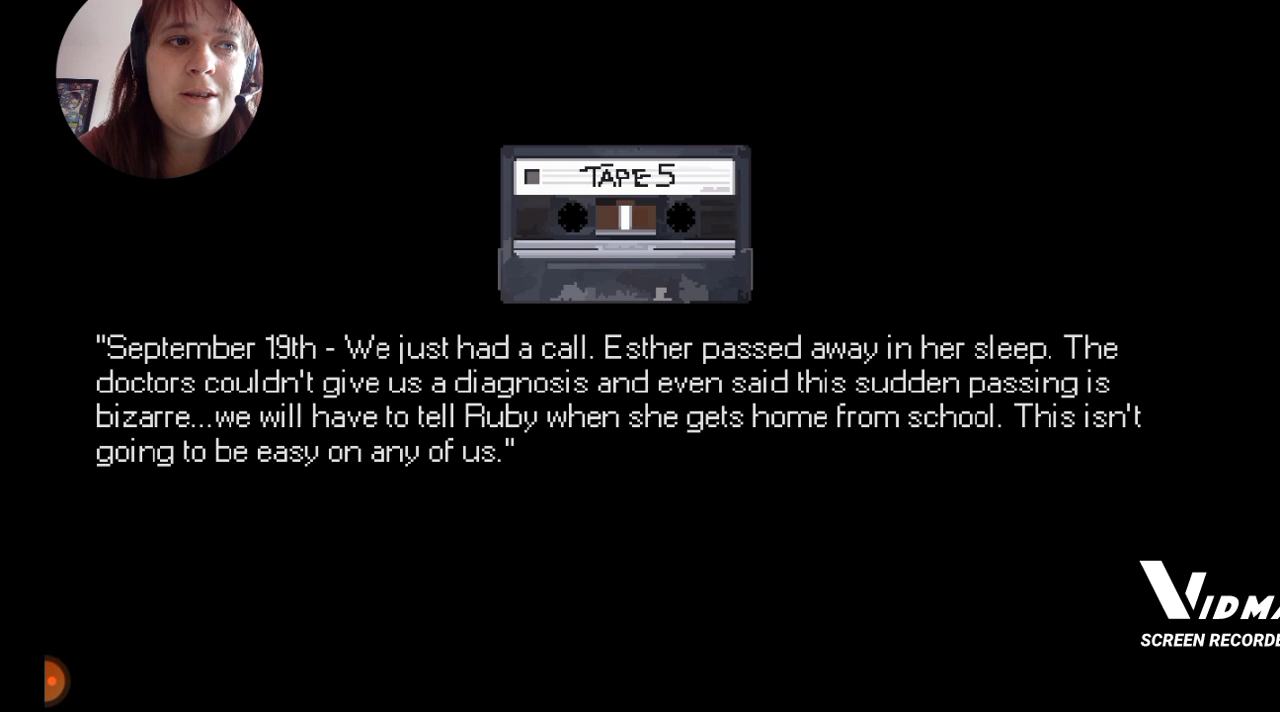 TAPE 5
"September 19th - We just had a call. Esther passed away in her sleep. The
doctors couldn't give us a diagnosis and even said this sudden passing is
bizarre...we will have to tell Ruby when she gets home from school. This isn't
going to be easy on any of us."
VIDMA
SCREEN RECORDE